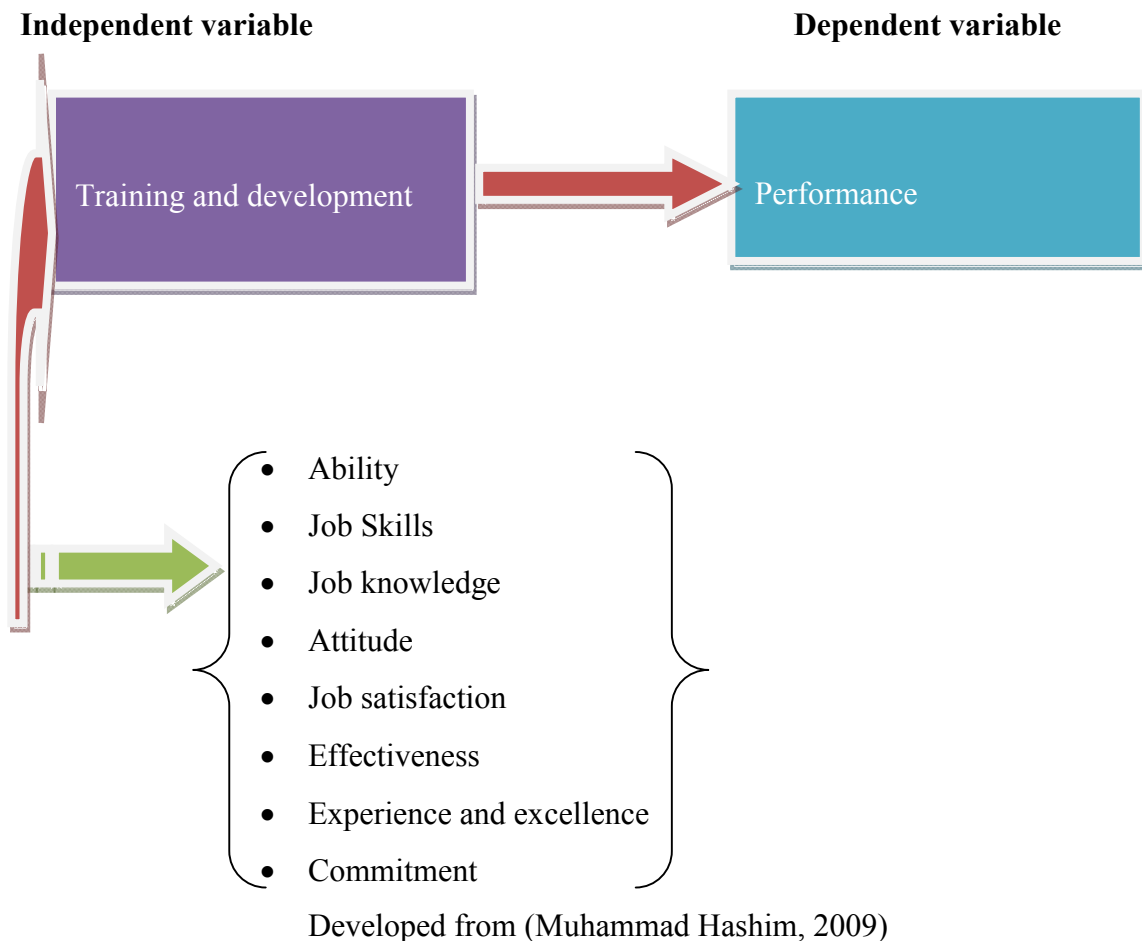 Independent variable
Dependent variable
Training and development
Performance
• Ability
• Job Skills
• Job knowledge
• Attitude
• Job satisfaction
• Effectiveness
• Experience and excellence
• Commitment
Developed from (Muhammad Hashim, 2009)